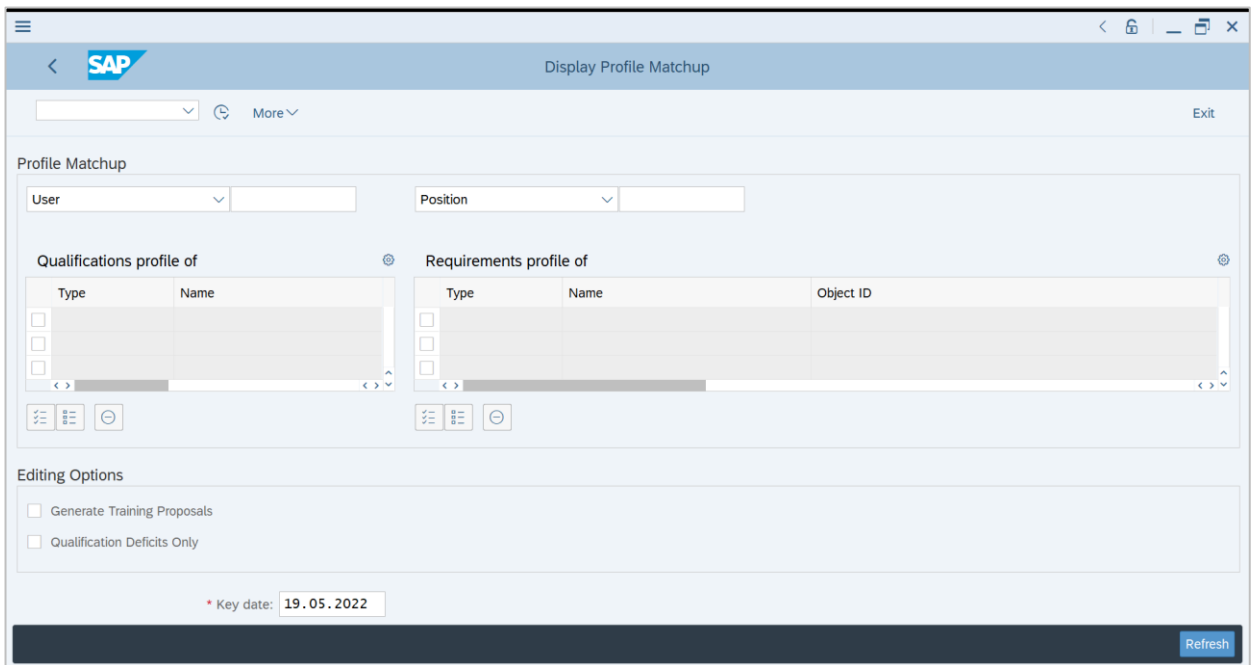 SAP
Display Profile Matchup
More
Exit
Profile Matchup
User
Position
Qualifications profile of
Requirements profile of
Type Name
Type Name Object ID
Editing Options
Generate Training Proposals
Qualification Deficits Only
* Key date: 19.05.2022
Refresh